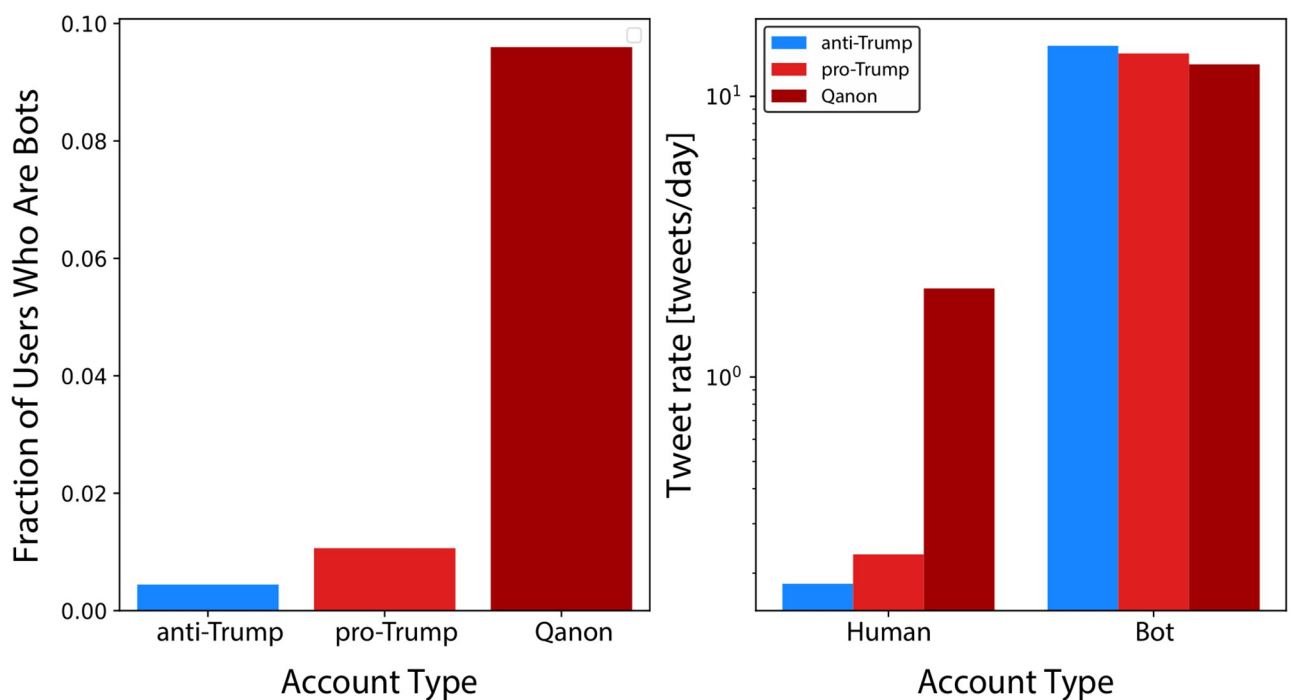 Fraction of Users Who Are Bots
0.10
0.08
0.06
0.04
0.02
0.00
anti-Trump pro-Trump Qanon
Account Type
Tweet rate [tweets/day]
10¹
10⁰
anti-Trump
pro-Trump
Qanon
Human Bot
Account Type